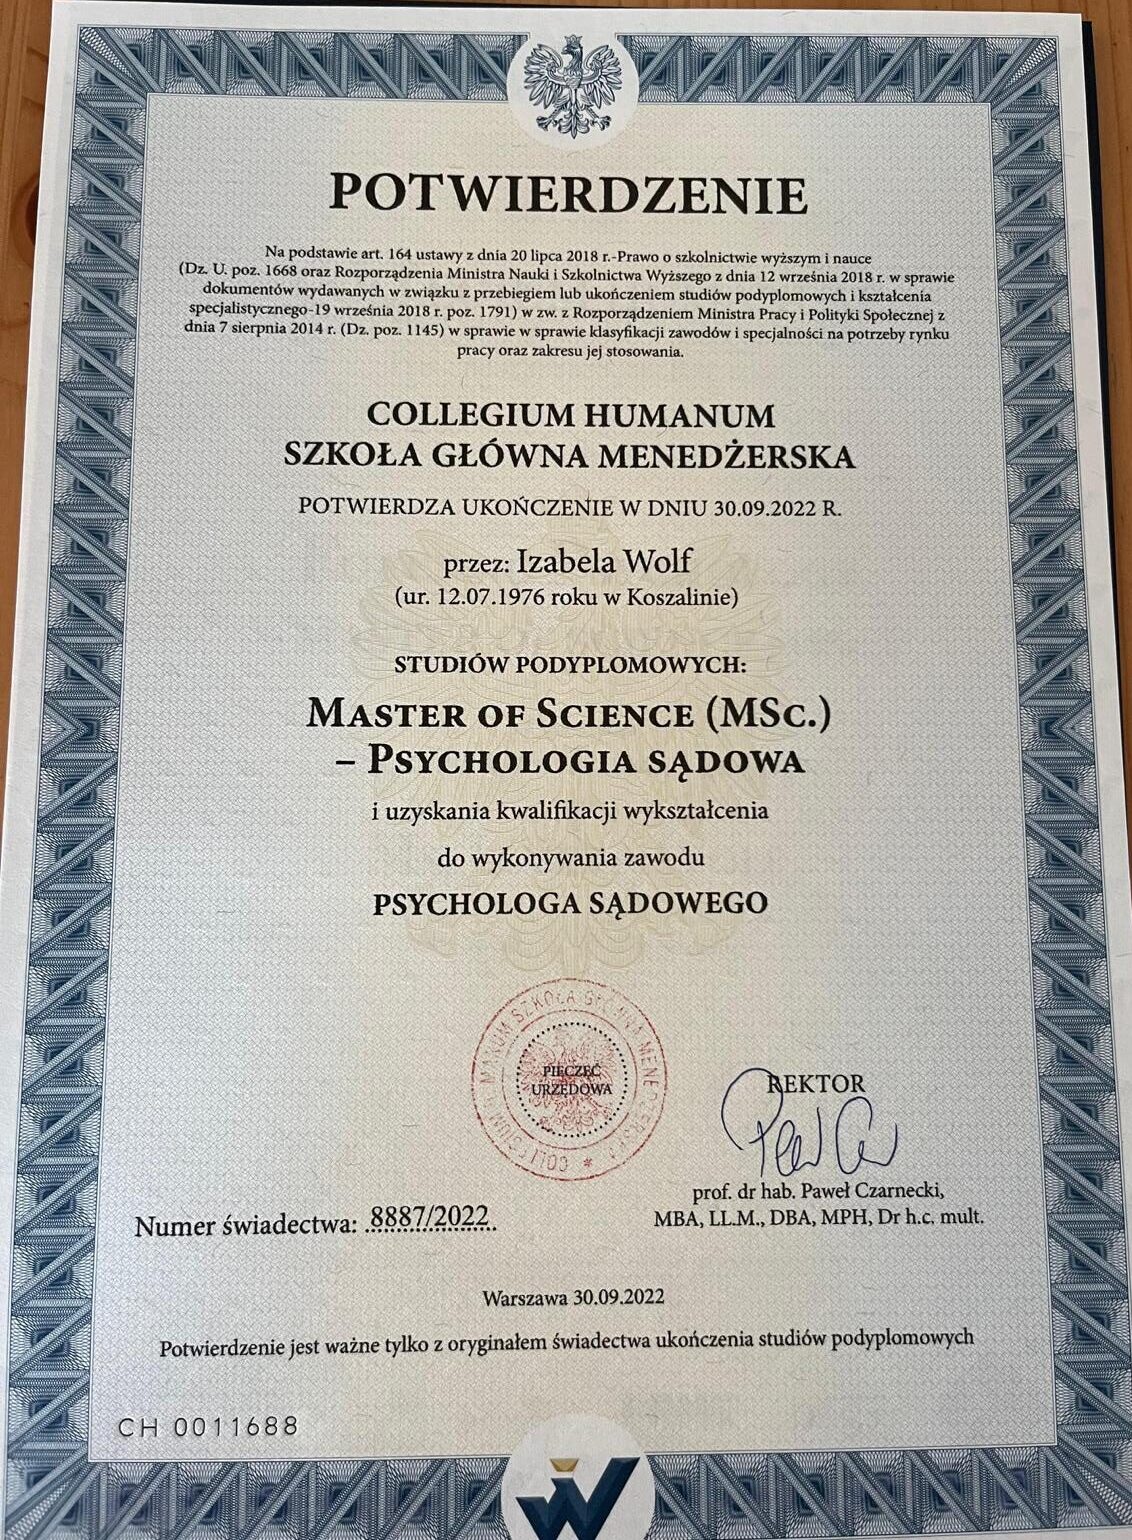 POTWIERDZENIE
Na podstawie art. 164 ustawy z dnia 20 lipca 2018 r.-Prawo o szkolnictwie wyższym i nauce
(Dz. U. poz. 1668 oraz Rozporządzenia Ministra Nauki i Szkolnictwa Wyższego z dnia 12 września 2018 r. w sprawie
dokumentów wydawanych w związku z przebiegiem lub ukończeniem studiów podyplomowych i kształcenia
specjalistycznego-19 września 2018 r. poz. 1791) w zw. z Rozporządzeniem Ministra Pracy i Polityki Społecznej z
dnia 7 sierpnia 2014 r. (Dz. poz. 1145) w sprawie w sprawie klasyfikacji zawodów i specjalności na potrzeby rynku
pracy oraz zakresu jej stosowania.
COLLEGIUM HUMANUM
SZKOŁA GŁÓWNA MENEDŻERSKA
POTWIERDZA UKOŃCZENIE W DNIU 30.09.2022 R.
przez: Izabela Wolf
(ur. 12.07.1976 roku w Koszalinie)
STUDIÓW PODYPLOMOWYCH:
MASTER OF SCIENCE (MSC.)
– PSYCHOLOGIA SĄDOWA
i uzyskania kwalifikacji wykształcenia
do wykonywania zawodu
PSYCHOLOGA SĄDOWEGO
COLLEGIUM HUMANUM SZKOŁA GŁÓWNA MENEDŻERSKA *
PIECZĘĆ
URZĘDOWA
REKTOR
prof. dr hab. Paweł Czarnecki,
MBA, LL.M., DBA, MPH, Dr h.c. mult.
Numer świadectwa: 8887/2022
Warszawa 30.09.2022
Potwierdzenie jest ważne tylko z oryginałem świadectwa ukończenia studiów podyplomowych
CH 0011688